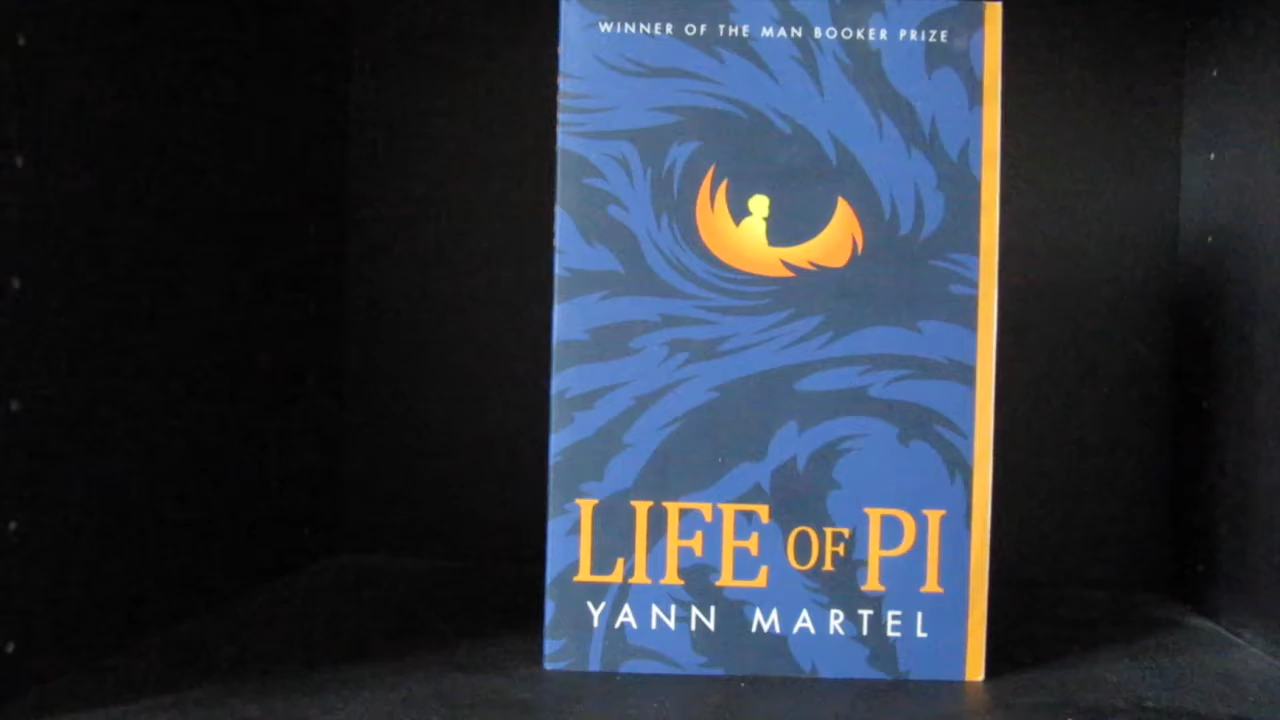 WINNER OF THE MAN BOOKER PRIZE
LIFE OF PI
YANN MARTEL